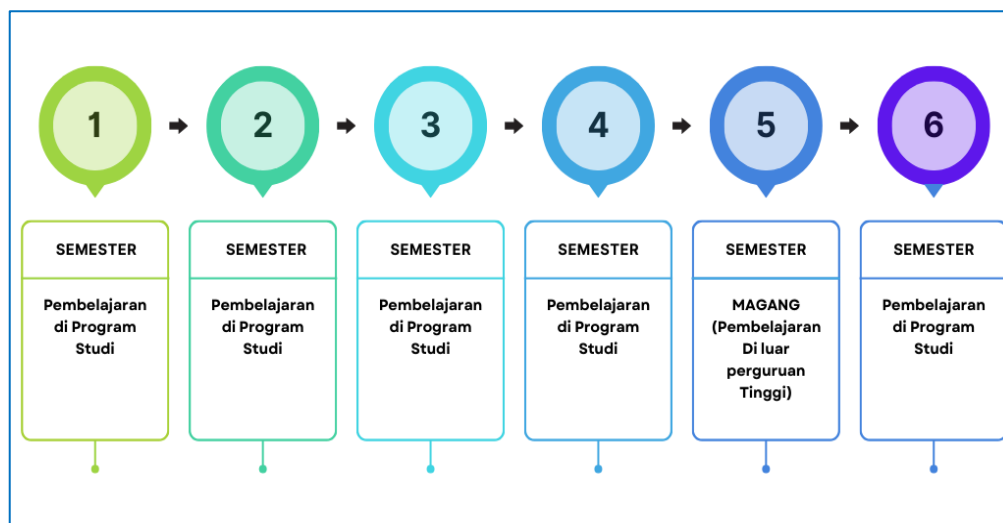 1
2
3
4
5
6
SEMESTER
Pembelajaran
di Program
Studi
SEMESTER
Pembelajaran
di Program
Studi
SEMESTER
Pembelajaran
di Program
Studi
SEMESTER
Pembelajaran
di Program
Studi
SEMESTER
MAGANG
(Pembelajaran
Di luar
perguruan
Tinggi)
SEMESTER
Pembelajaran
di Program
Studi